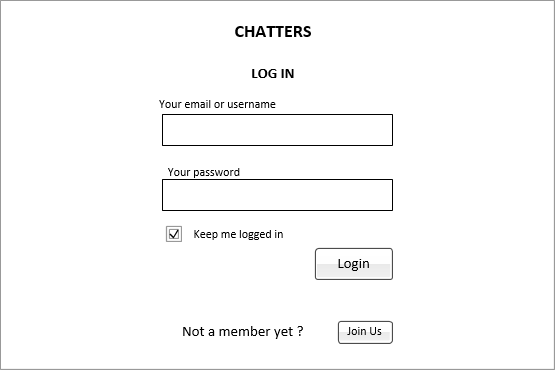 CHATTERS
LOG IN
Your email or username
Your password
Keep me logged in
Login
Not a member yet ? Join Us